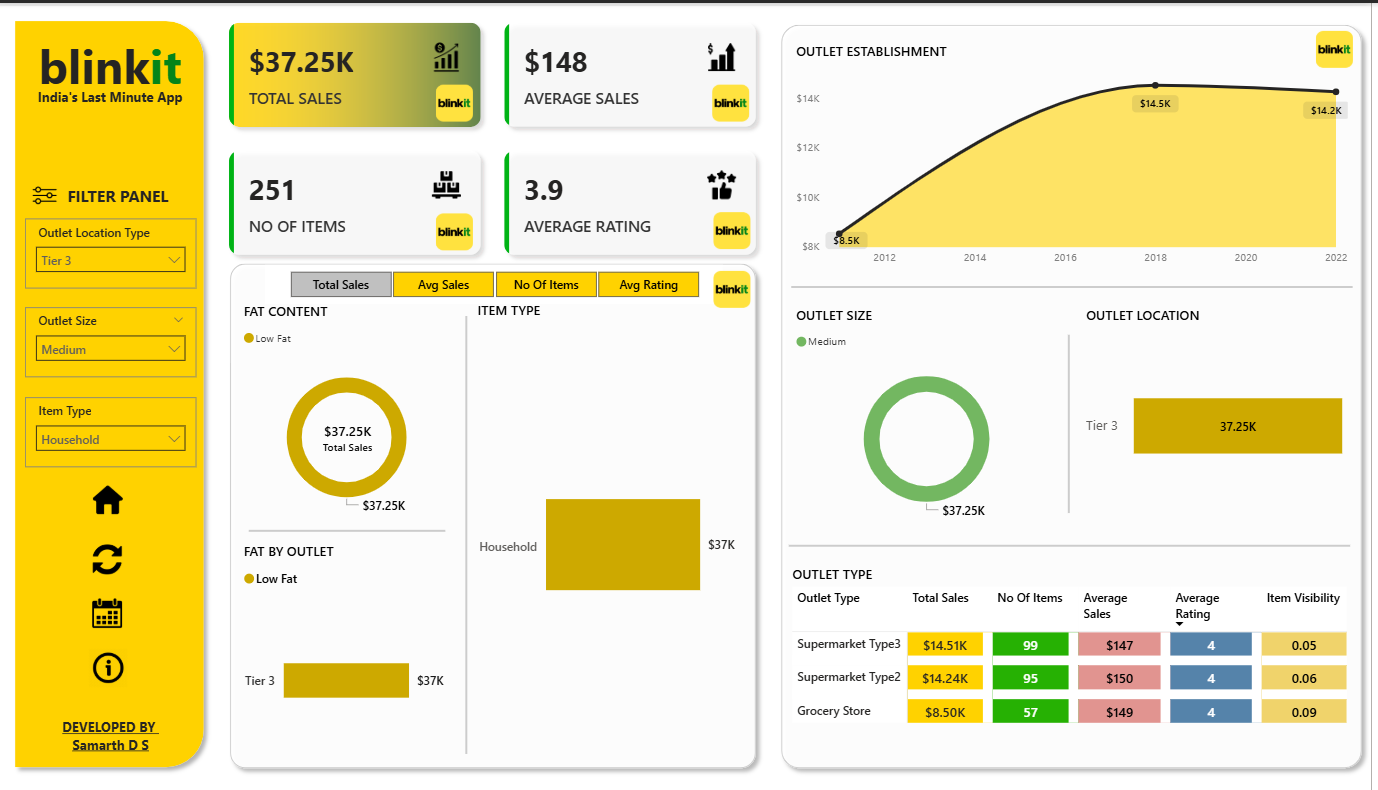 blinkit
India's Last Minute App
FILTER PANEL
Outlet Location Type
Tier 3
Outlet Size
Medium
Item Type
Household
DEVELOPED BY
Samarth D S
$37.25K
TOTAL SALES
blinkit
$148
AVERAGE SALES
blinkit
251
NO OF ITEMS
blinkit
3.9
AVERAGE RATING
blinkit
Total Sales
Avg Sales
No Of Items
Avg Rating
blinkit
FAT CONTENT
Low Fat
$37.25K
Total Sales
$37.25K
FAT BY OUTLET
Low Fat
Tier 3
$37K
ITEM TYPE
Household
$37K
OUTLET ESTABLISHMENT
blinkit
$14K
$12K
$10K
$8K
$8.5K
$14.5K
$14.2K
2012
2014
2016
2018
2020
2022
OUTLET SIZE
Medium
$37.25K
OUTLET LOCATION
Tier 3
37.25K
OUTLET TYPE
Outlet Type Total Sales No Of Items Average Sales Average Rating Item Visibility
Supermarket Type3 $14.51K 99 $147 4 0.05
Supermarket Type2 $14.24K 95 $150 4 0.06
Grocery Store $8.50K 57 $149 4 0.09